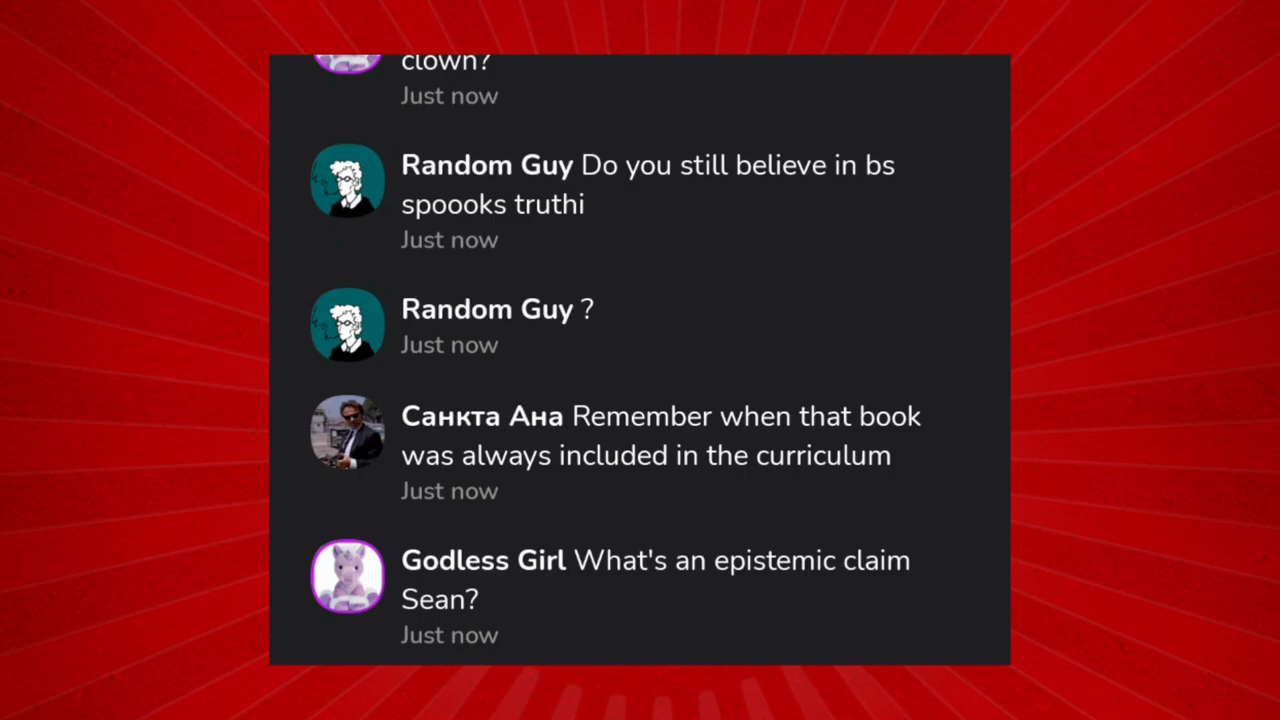 clown?
Just now
Random Guy Do you still believe in bs
spoooks truthi
Just now
Random Guy ?
Just now
Санкта Ана Remember when that book
was always included in the curriculum
Just now
Godless Girl What's an epistemic claim
Sean?
Just now